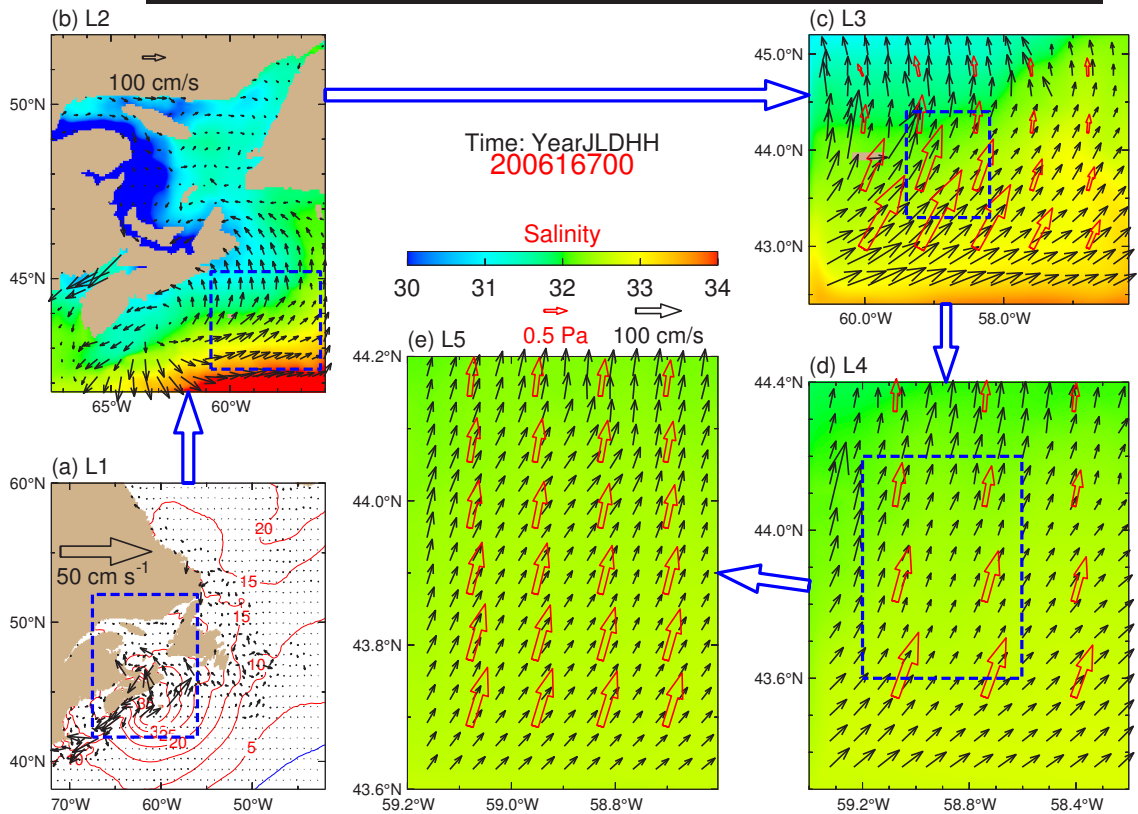 (b) L2
100 cm/s
50°N
45°N
65°W
60°W
(c) L3
45.0°N
44.0°N
43.0°N
60.0°W
58.0°W
Time: YearJLDHH
200616700
Salinity
30
31
32
33
34
0.5 Pa
100 cm/s
(e) L5
44.2°N
44.0°N
43.8°N
43.6°N
59.2°W
59.0°W
58.8°W
(d) L4
44.4°N
44.0°N
43.6°N
59.2°W
58.8°W
58.4°W
(a) L1
60°N
50°N
40°N
70°W
60°W
50°W
50 cm s⁻¹
20
15
15
10
5
20